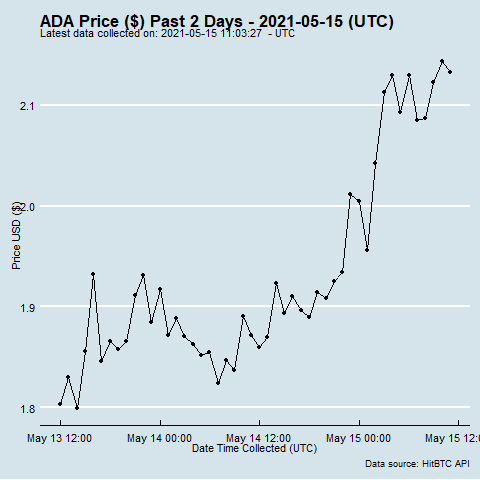 ADA Price ($) Past 2 Days - 2021-05-15 (UTC)
Latest data collected on: 2021-05-15 11:03:27  - UTC
2.1
2.0
1.9
1.8
Price USD ($)
May 13 12:00
May 14 00:00
May 14 12:00
May 15 00:00
May 15 12:00
Date Time Collected (UTC)
Data source: HitBTC API